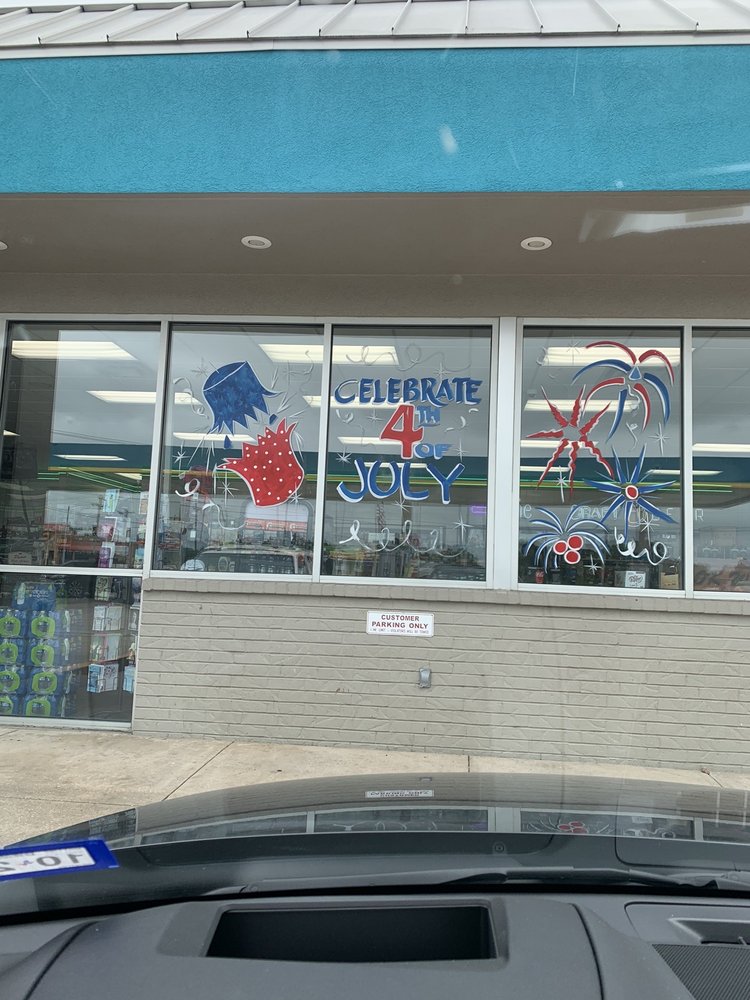 CELEBRATE
4TH
OF
JULY
CUSTOMER
PARKING ONLY